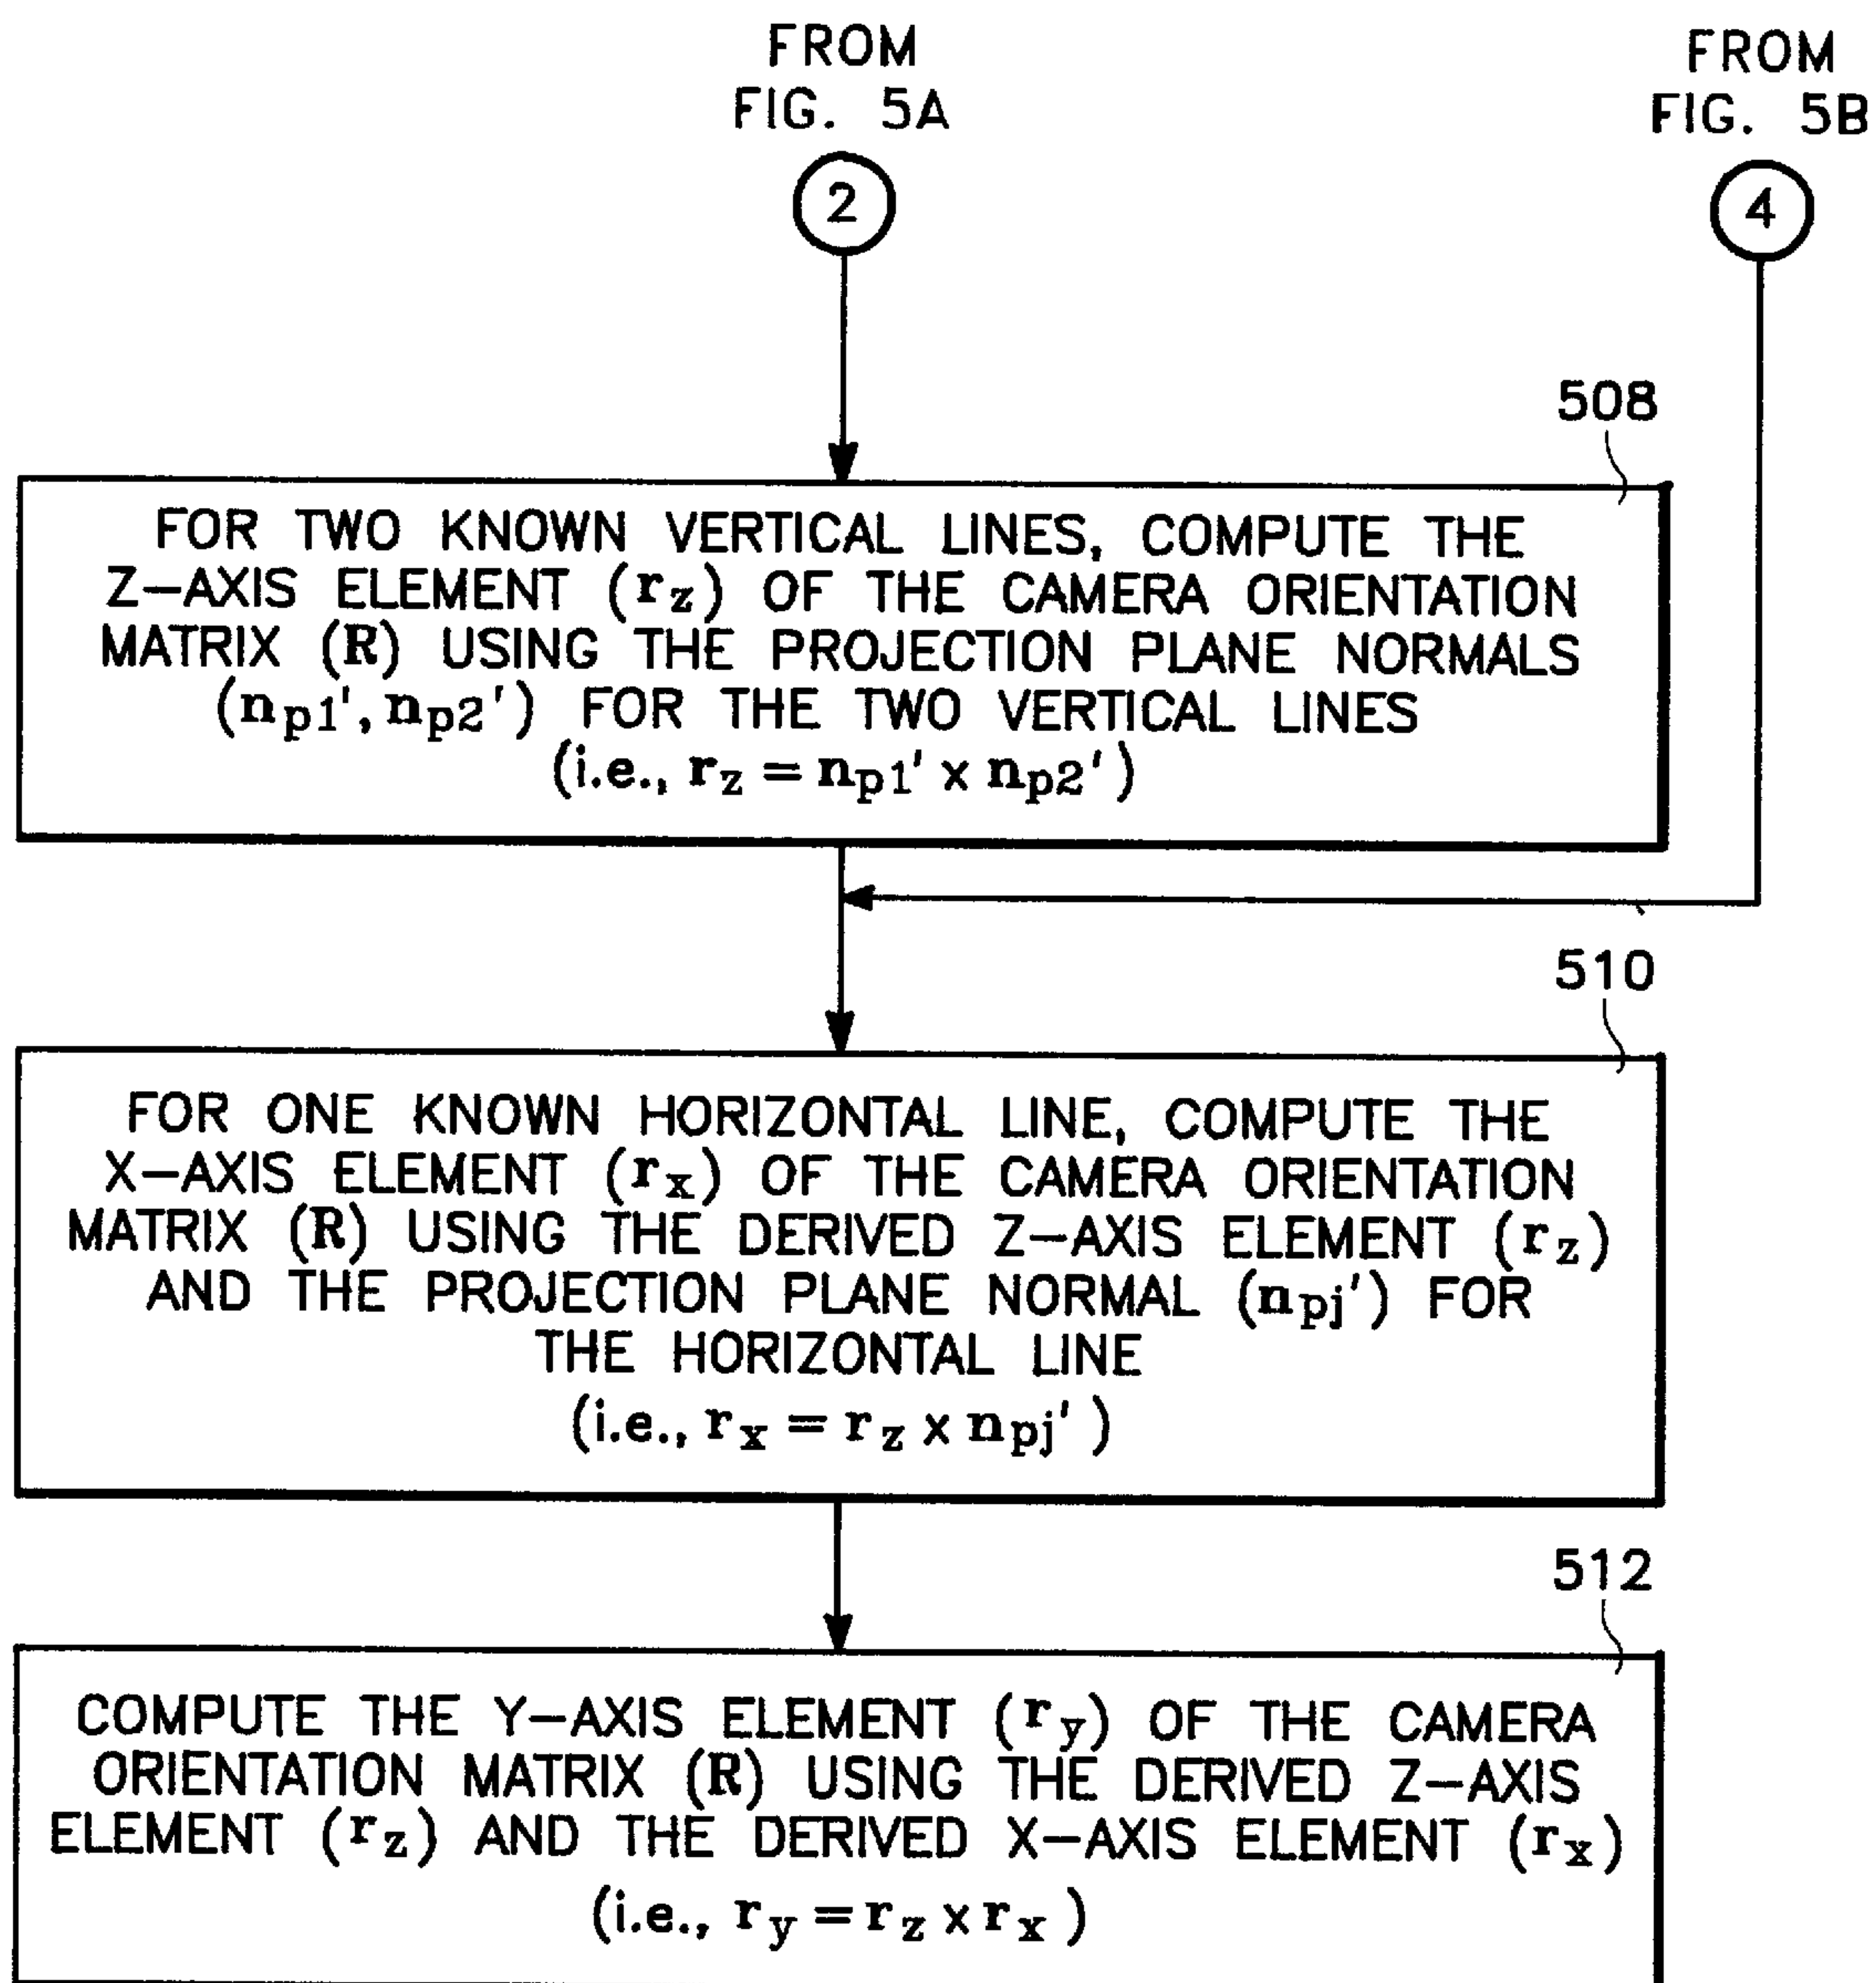 FROM
FIG. 5A
2
FROM
FIG. 5B
4
508
FOR TWO KNOWN VERTICAL LINES, COMPUTE THE
Z-AXIS ELEMENT (rz) OF THE CAMERA ORIENTATION
MATRIX (R) USING THE PROJECTION PLANE NORMALS
(np1', np2') FOR THE TWO VERTICAL LINES
(i.e., rz = np1' x np2')
510
FOR ONE KNOWN HORIZONTAL LINE, COMPUTE THE
X-AXIS ELEMENT (rx) OF THE CAMERA ORIENTATION
MATRIX (R) USING THE DERIVED Z-AXIS ELEMENT (rz)
AND THE PROJECTION PLANE NORMAL (npj') FOR
THE HORIZONTAL LINE
(i.e., rx = rz x npj')
512
COMPUTE THE Y-AXIS ELEMENT (ry) OF THE CAMERA
ORIENTATION MATRIX (R) USING THE DERIVED Z-AXIS
ELEMENT (rz) AND THE DERIVED X-AXIS ELEMENT (rx)
(i.e., ry = rz x rx)